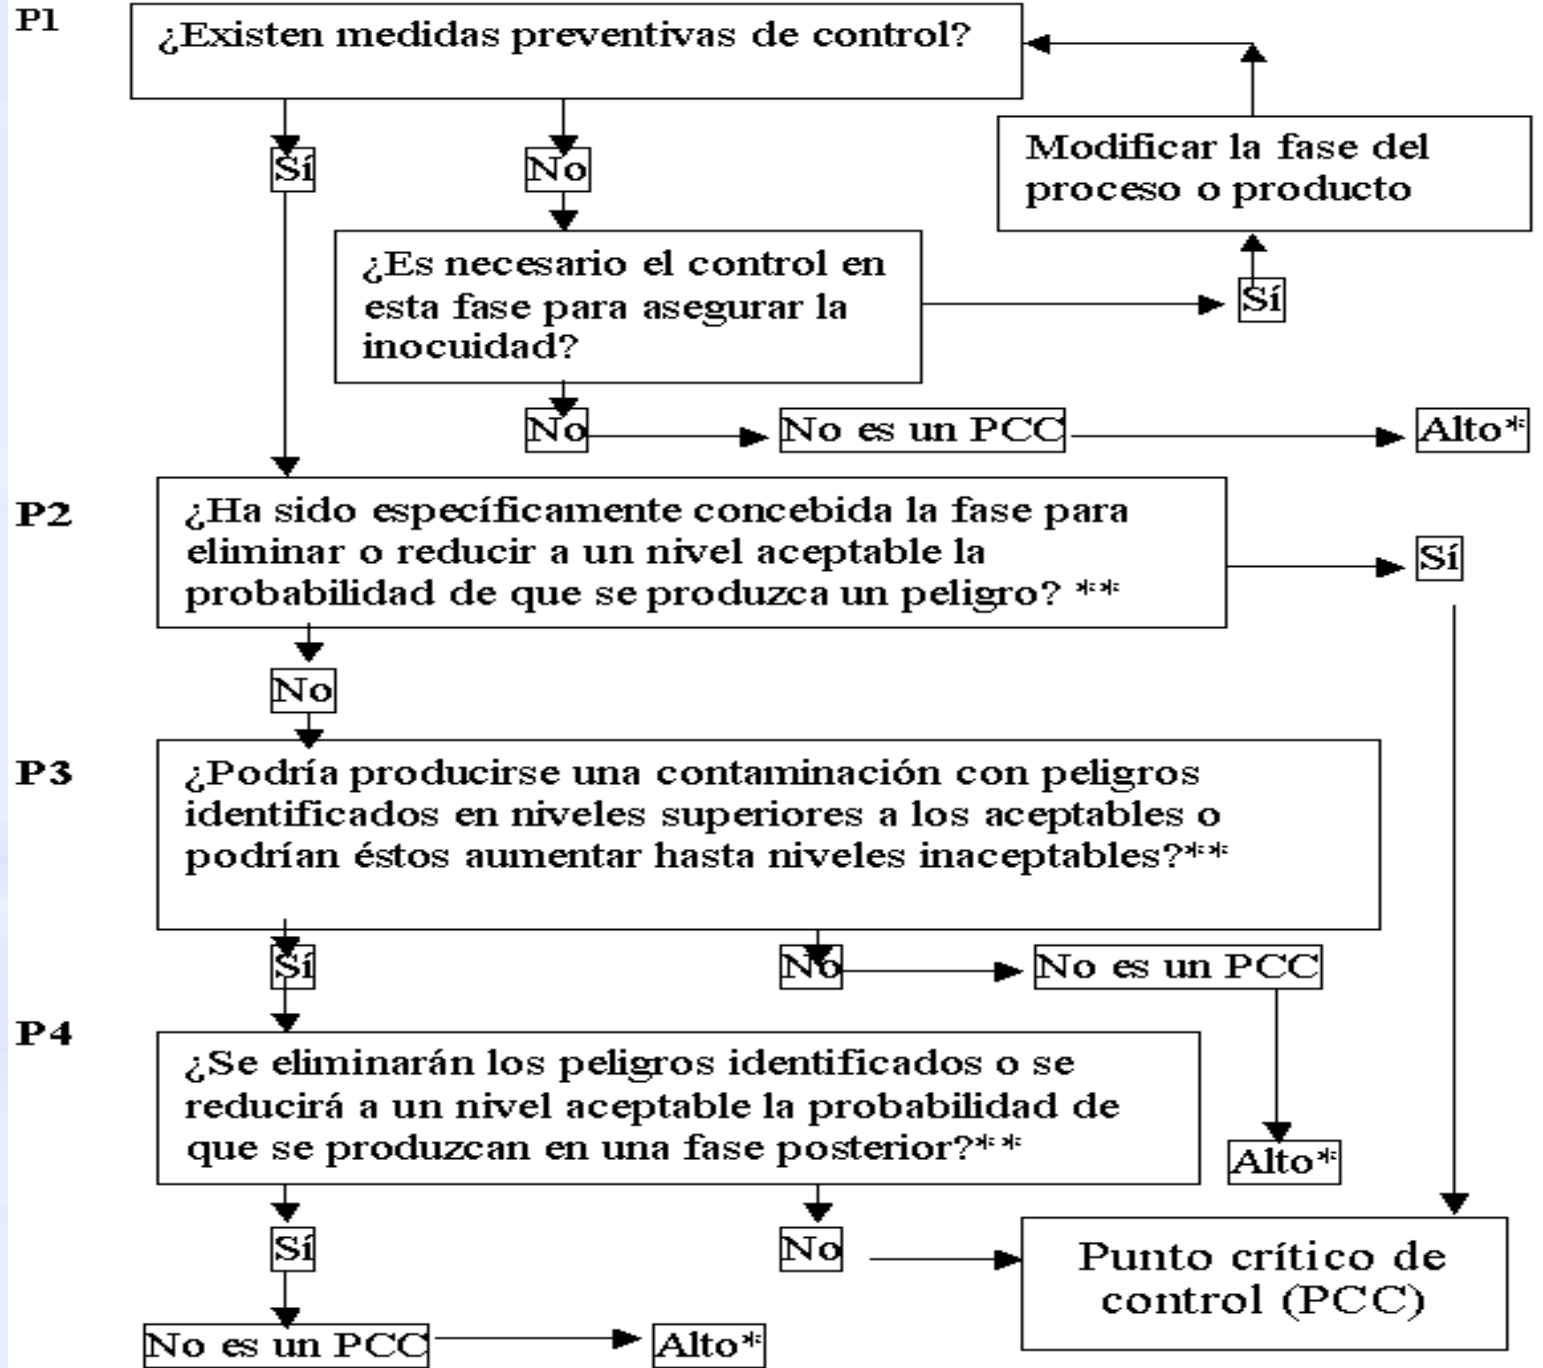 P1
¿Existen medidas preventivas de control?
Sí
No
Modificar la fase del
proceso o producto
¿Es necesario el control en
esta fase para asegurar la
inocuidad?
Sí
No
No es un PCC
Alto*
P2
¿Ha sido específicamente concebida la fase para
eliminar o reducir a un nivel aceptable la
probabilidad de que se produzca un peligro? **
Sí
No
P3
¿Podría producirse una contaminación con peligros
identificados en niveles superiores a los aceptables o
podrían éstos aumentar hasta niveles inaceptables?**
Sí
No
No es un PCC
Alto*
P4
¿Se eliminarán los peligros identificados o se
reducirá a un nivel aceptable la probabilidad de
que se produzcan en una fase posterior?**
Sí
No
Punto crítico de
control (PCC)
No es un PCC
Alto*